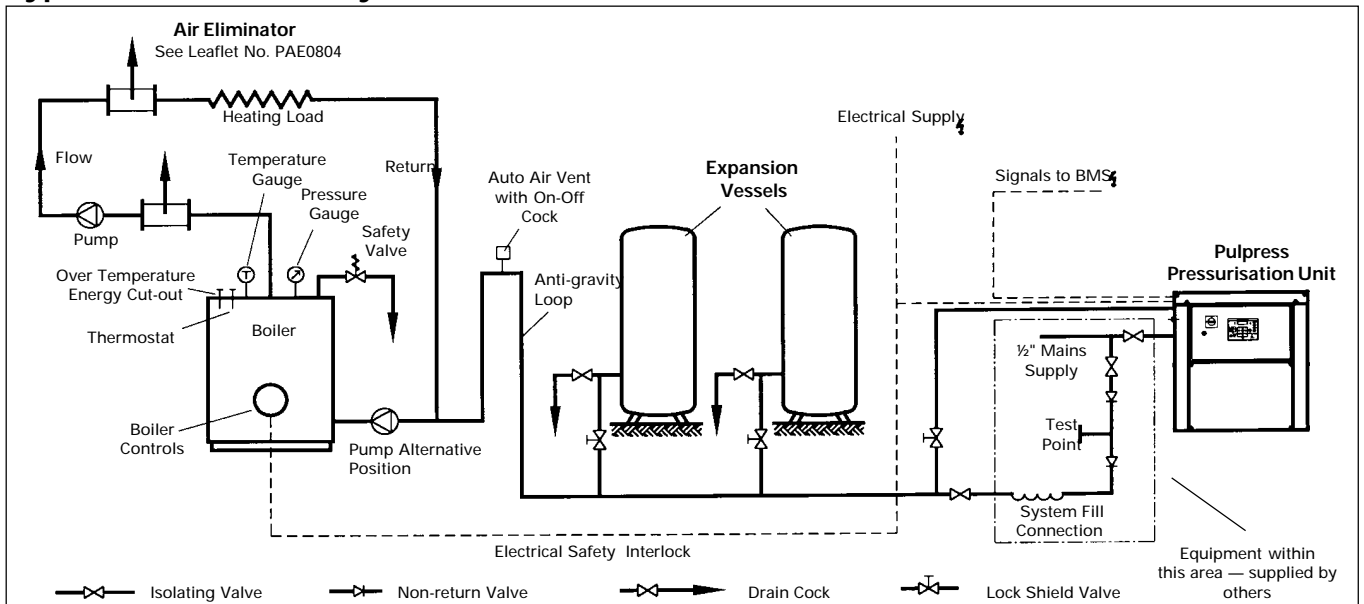 Air Eliminator
See Leaflet No. PAE0804
Heating Load
Flow
Temperature
Gauge
Return
Pressure
Gauge
Pump
Safety
Valve
Over Temperature
Energy Cut-out
Thermostat
Boiler
Boiler
Controls
Pump Alternative
Position
Auto Air Vent
with On-Off
Cock
Anti-gravity
Loop
Expansion
Vessels
Electrical Supply
Signals to BMS
Pulpress
Pressurisation Unit
½" Mains
Supply
Test
Point
System Fill
Connection
Electrical Safety Interlock
Equipment within
this area — supplied by
others
Isolating Valve
Non-return Valve
Drain Cock
Lock Shield Valve
T